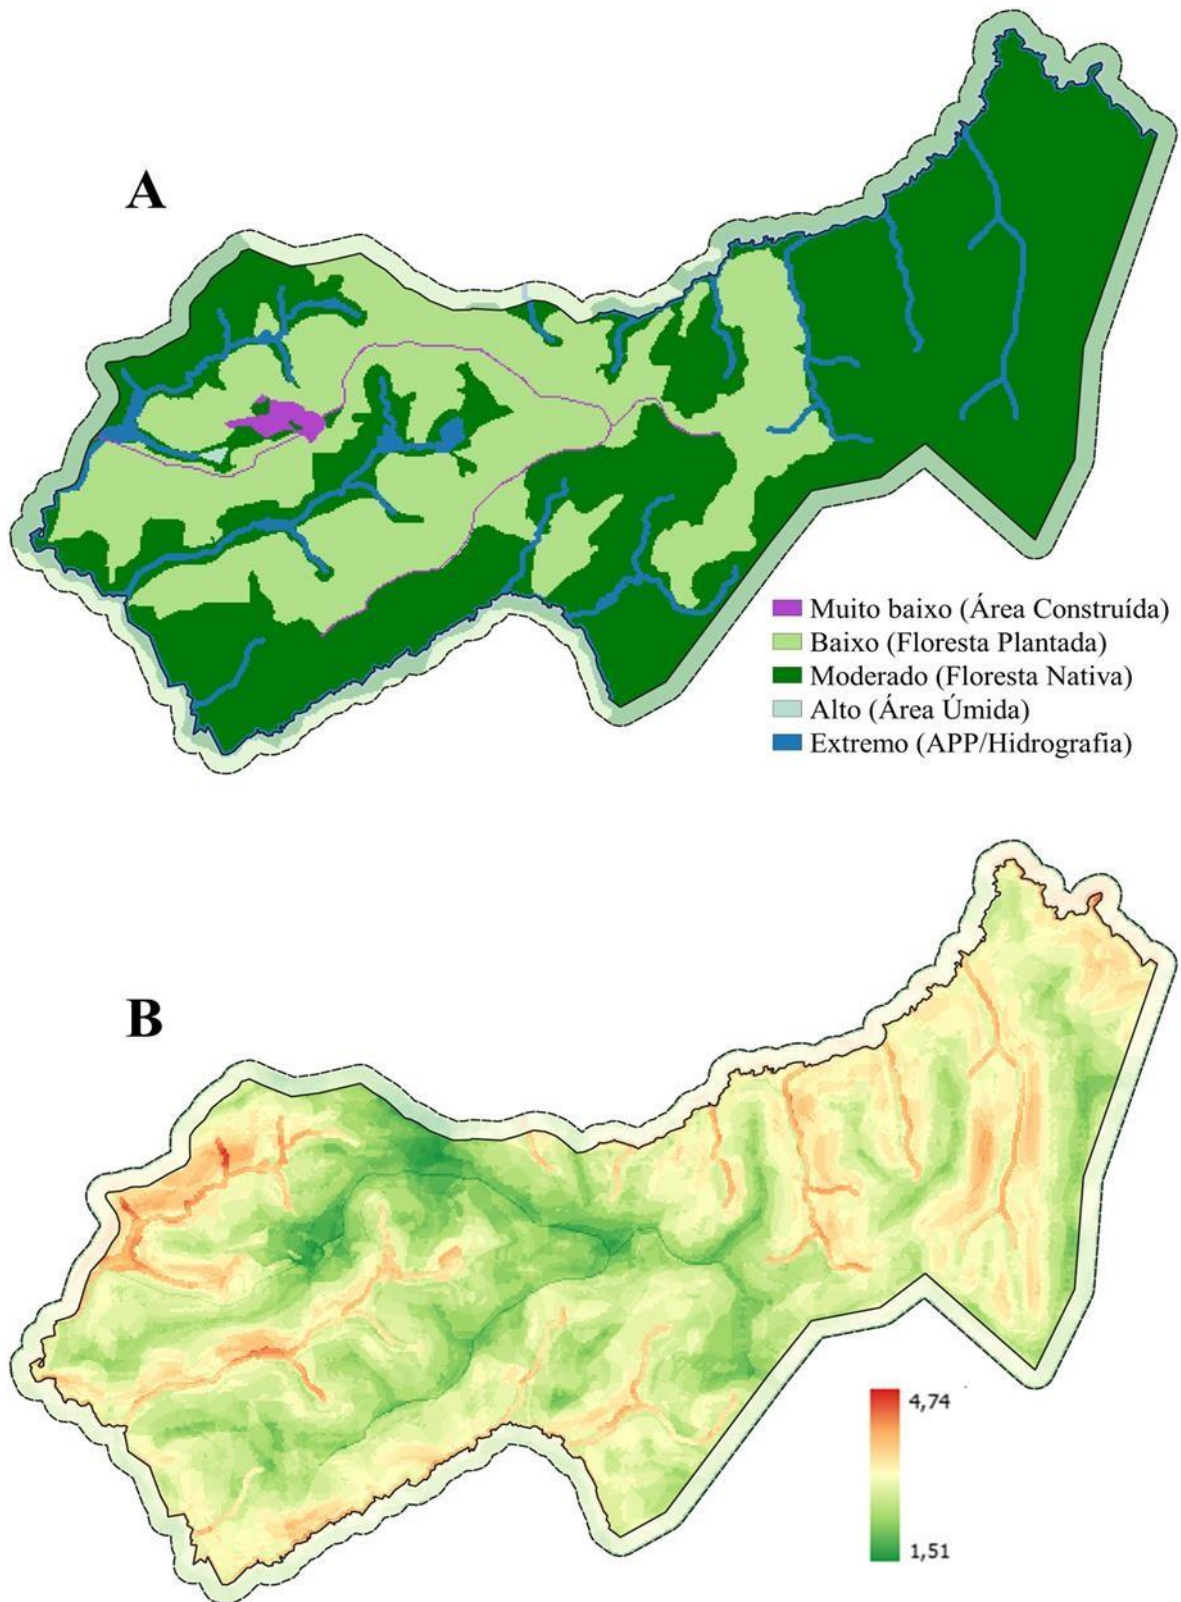 A
Muito baixo (Área Construída)
Baixo (Floresta Plantada)
Moderado (Floresta Nativa)
Alto (Área Úmida)
Extremo (APP/Hidrografia)
B
4,74
1,51